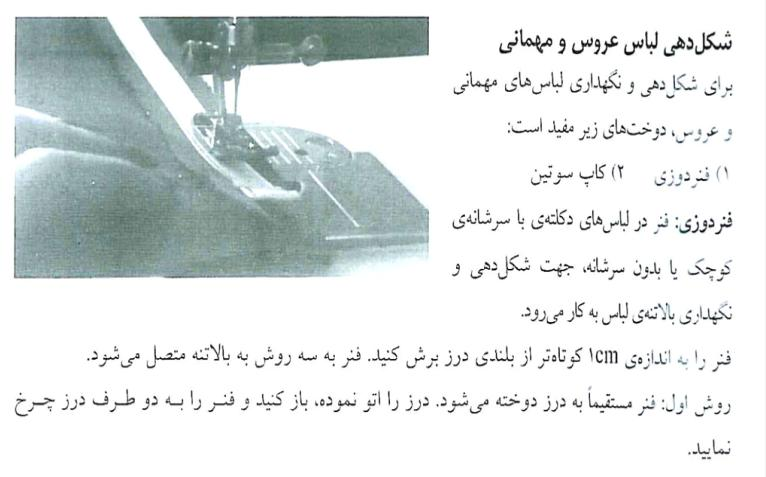 شکل‌دهی لباس عروس و مهمانی
برای شکل‌دهی و نگهداری لباس‌های مهمانی
و عروس، دوخت‌های زیر مفید است:
۱) فنردوزی ۲) کاپ سوتین
فنردوزی: فنر در لباس‌های دکلته‌ی با سرشانه‌ی
کوچک یا بدون سرشانه، جهت شکل‌دهی و
نگهداری بالاتنه‌ی لباس به کار می‌رود.
فنر را به اندازه‌ی ۱cm کوتاه‌تر از بلندی درز برش کنید. فنر به سه روش به بالاتنه متصل می‌شود.
روش اول: فنر مستقیماً به درز دوخته می‌شود. درز را اتو نموده، باز کنید و فنر را به دو طرف درز چرخ
نمایید.